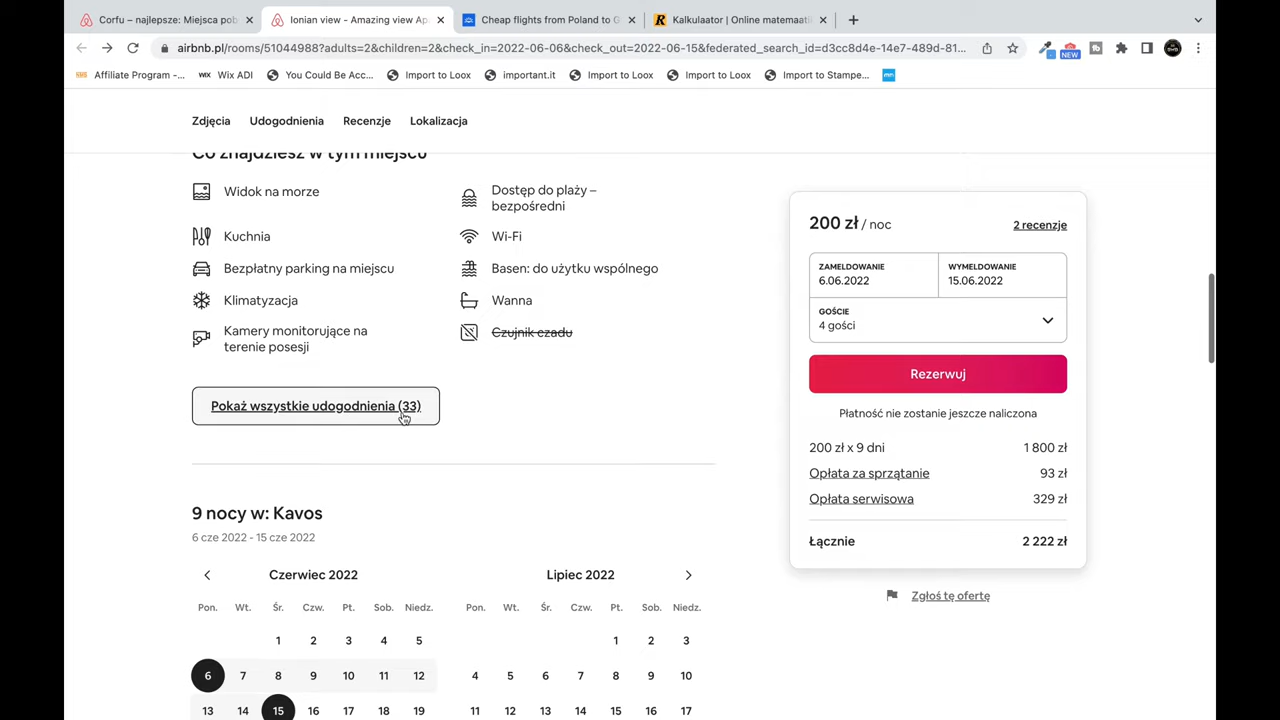 Corfu – najlepsze: Miejsca pob
Ionian view - Amazing view Ap
Cheap flights from Poland to G
Kalkulaator | Online matemaati
airbnb.pl/rooms/51044988?adults=2&children=2&check_in=2022-06-06&check_out=2022-06-15&federated_search_id=d3cc8d4e-14e7-489d-81...
NEW
Affiliate Program -...
WIX Wix ADI
You Could Be Acc...
Import to Loox
important.it
Import to Loox
Import to Loox
Import to Stampe...
Zdjęcia
Udogodnienia
Recenzje
Lokalizacja
Co znajdziesz w tym miejscu
Widok na morze
Dostęp do plaży –
bezpośredni
Kuchnia
Wi-Fi
Bezpłatny parking na miejscu
Basen: do użytku wspólnego
Klimatyzacja
Wanna
Kamery monitorujące na
terenie posesji
Czujnik czadu
Pokaż wszystkie udogodnienia (33)
200 zł / noc
2 recenzje
ZAMELDOWANIE
6.06.2022
WYMELDOWANIE
15.06.2022
GOŚCIE
4 gości
Rezerwuj
Płatność nie zostanie jeszcze naliczona
200 zł x 9 dni 1 800 zł
Opłata za sprzątanie 93 zł
Opłata serwisowa 329 zł
Łącznie 2 222 zł
Zgłoś tę ofertę
9 nocy w: Kavos
6 cze 2022 - 15 cze 2022
Czerwiec 2022
Pon. Wt. Śr. Czw. Pt. Sob. Niedz.
1 2 3 4 5
6 7 8 9 10 11 12
13 14 15 16 17 18 19
Lipiec 2022
Pon. Wt. Śr. Czw. Pt. Sob. Niedz.
1 2 3
4 5 6 7 8 9 10
11 12 13 14 15 16 17